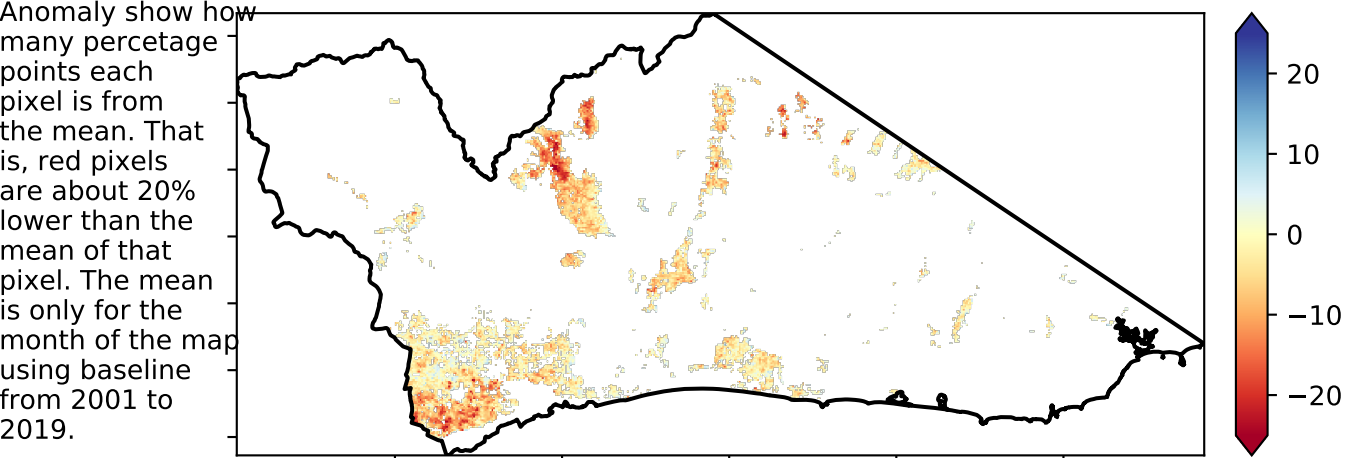 Anomaly show how
many percetage
points each
pixel is from
the mean. That
is, red pixels
are about 20%
lower than the
mean of that
pixel. The mean
is only for the
month of the map
using baseline
from 2001 to
2019.
20
10
0
−10
−20